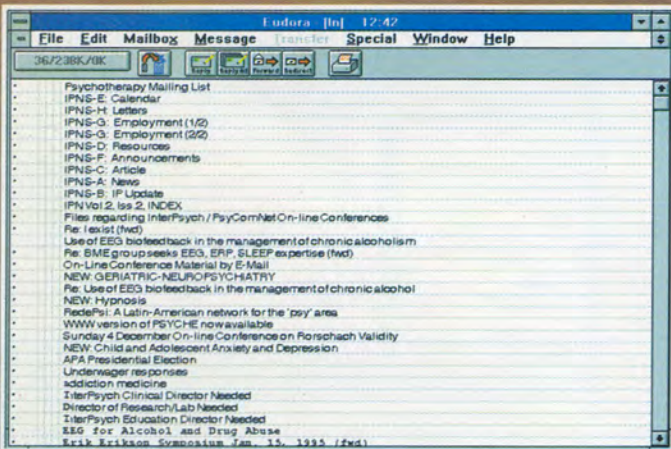 Eudora [In] 12:42
File Edit Mailbox Message Transfer Special Window Help
36/238K/0K Reply Reply All Forward Redirect
Psychotherapy Mailing List
IPNS-E: Calendar
IPNS-H: Letters
IPNS-G: Employment (1/2)
IPNS-G: Employment (2/2)
IPNS-D: Resources
IPNS-F: Announcements
IPNS-C: Article
IPNS-A: News
IPNS-B: IP Update
IPN Vol 2, Iss 2, INDEX
Files regarding InterPsych / PsyComNet On-line Conferences
Re: I exist (fwd)
Use of EEG biofeedback in the management of chronic alcoholism
Re: BME group seeks EEG, ERP, SLEEP expertise (fwd)
On-Line Conference Material by E-Mail
NEW: GERIATRIC-NEUROPSYCHATRY
Re: Use of EEG biofeedback in the management of chronic alcohol
NEW: Hypnosis
RedePsi: A Latin-American network for the 'psy' area
WWW version of PSYCHE now available
Sunday 4 December On-line Conference on Rorschach Validity
NEW: Child and Adolescent Anxiety and Depression
APA Presidential Election
Underwager responses
addiction medicine
InterPsych Clinical Director Needed
Director of Research/Lab Needed
InterPsych Education Director Needed
EEG for Alcohol and Drug Abuse
Erik Erikson Symposium Jan. 15, 1995 (fwd)